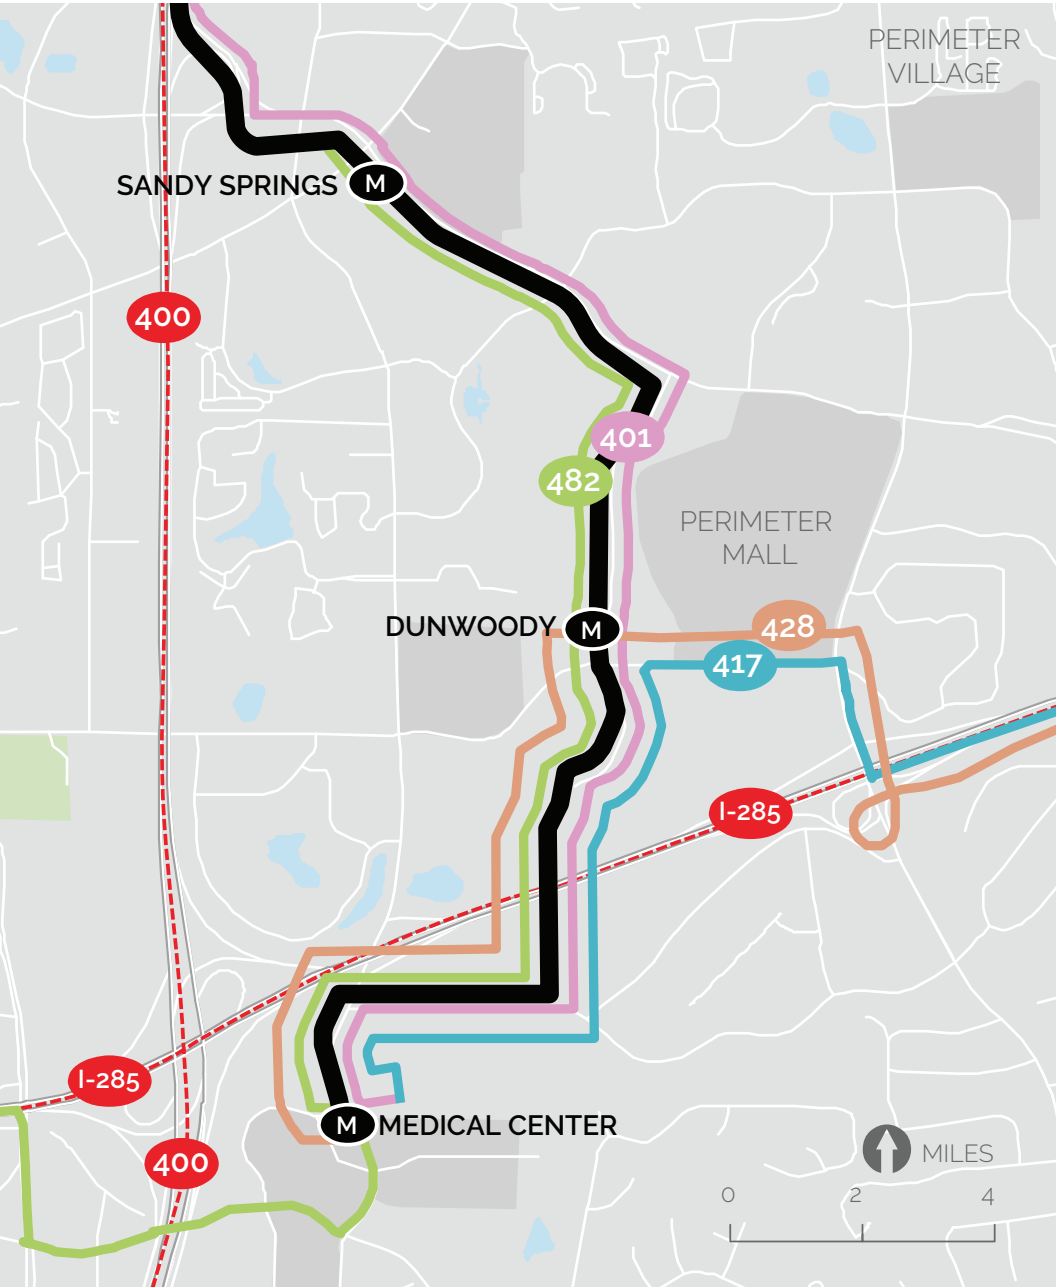 PERIMETER
VILLAGE
SANDY SPRINGS
M
400
401
482
PERIMETER
MALL
DUNWOODY
M
428
417
I-285
I-285
M
MEDICAL CENTER
400
MILES
0 2 4